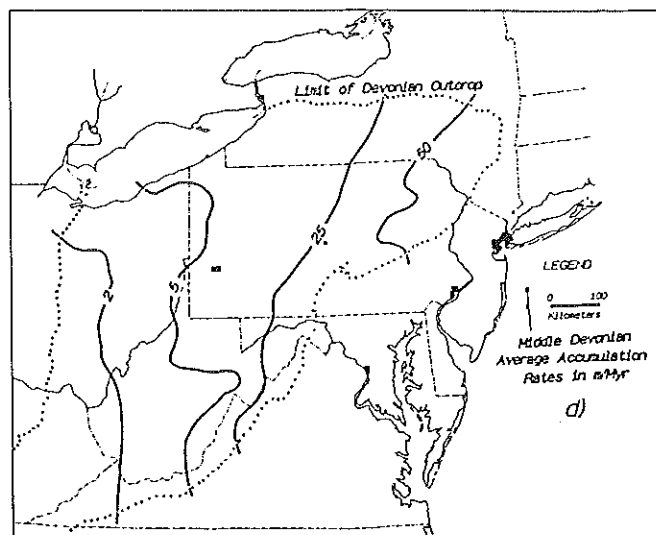 Limit of Devonian Outcrop
50
25
5
2
LEGEND
0 100
Kilometers
Middle Devonian
Average Accumulation
Rates in m/Myr
d)